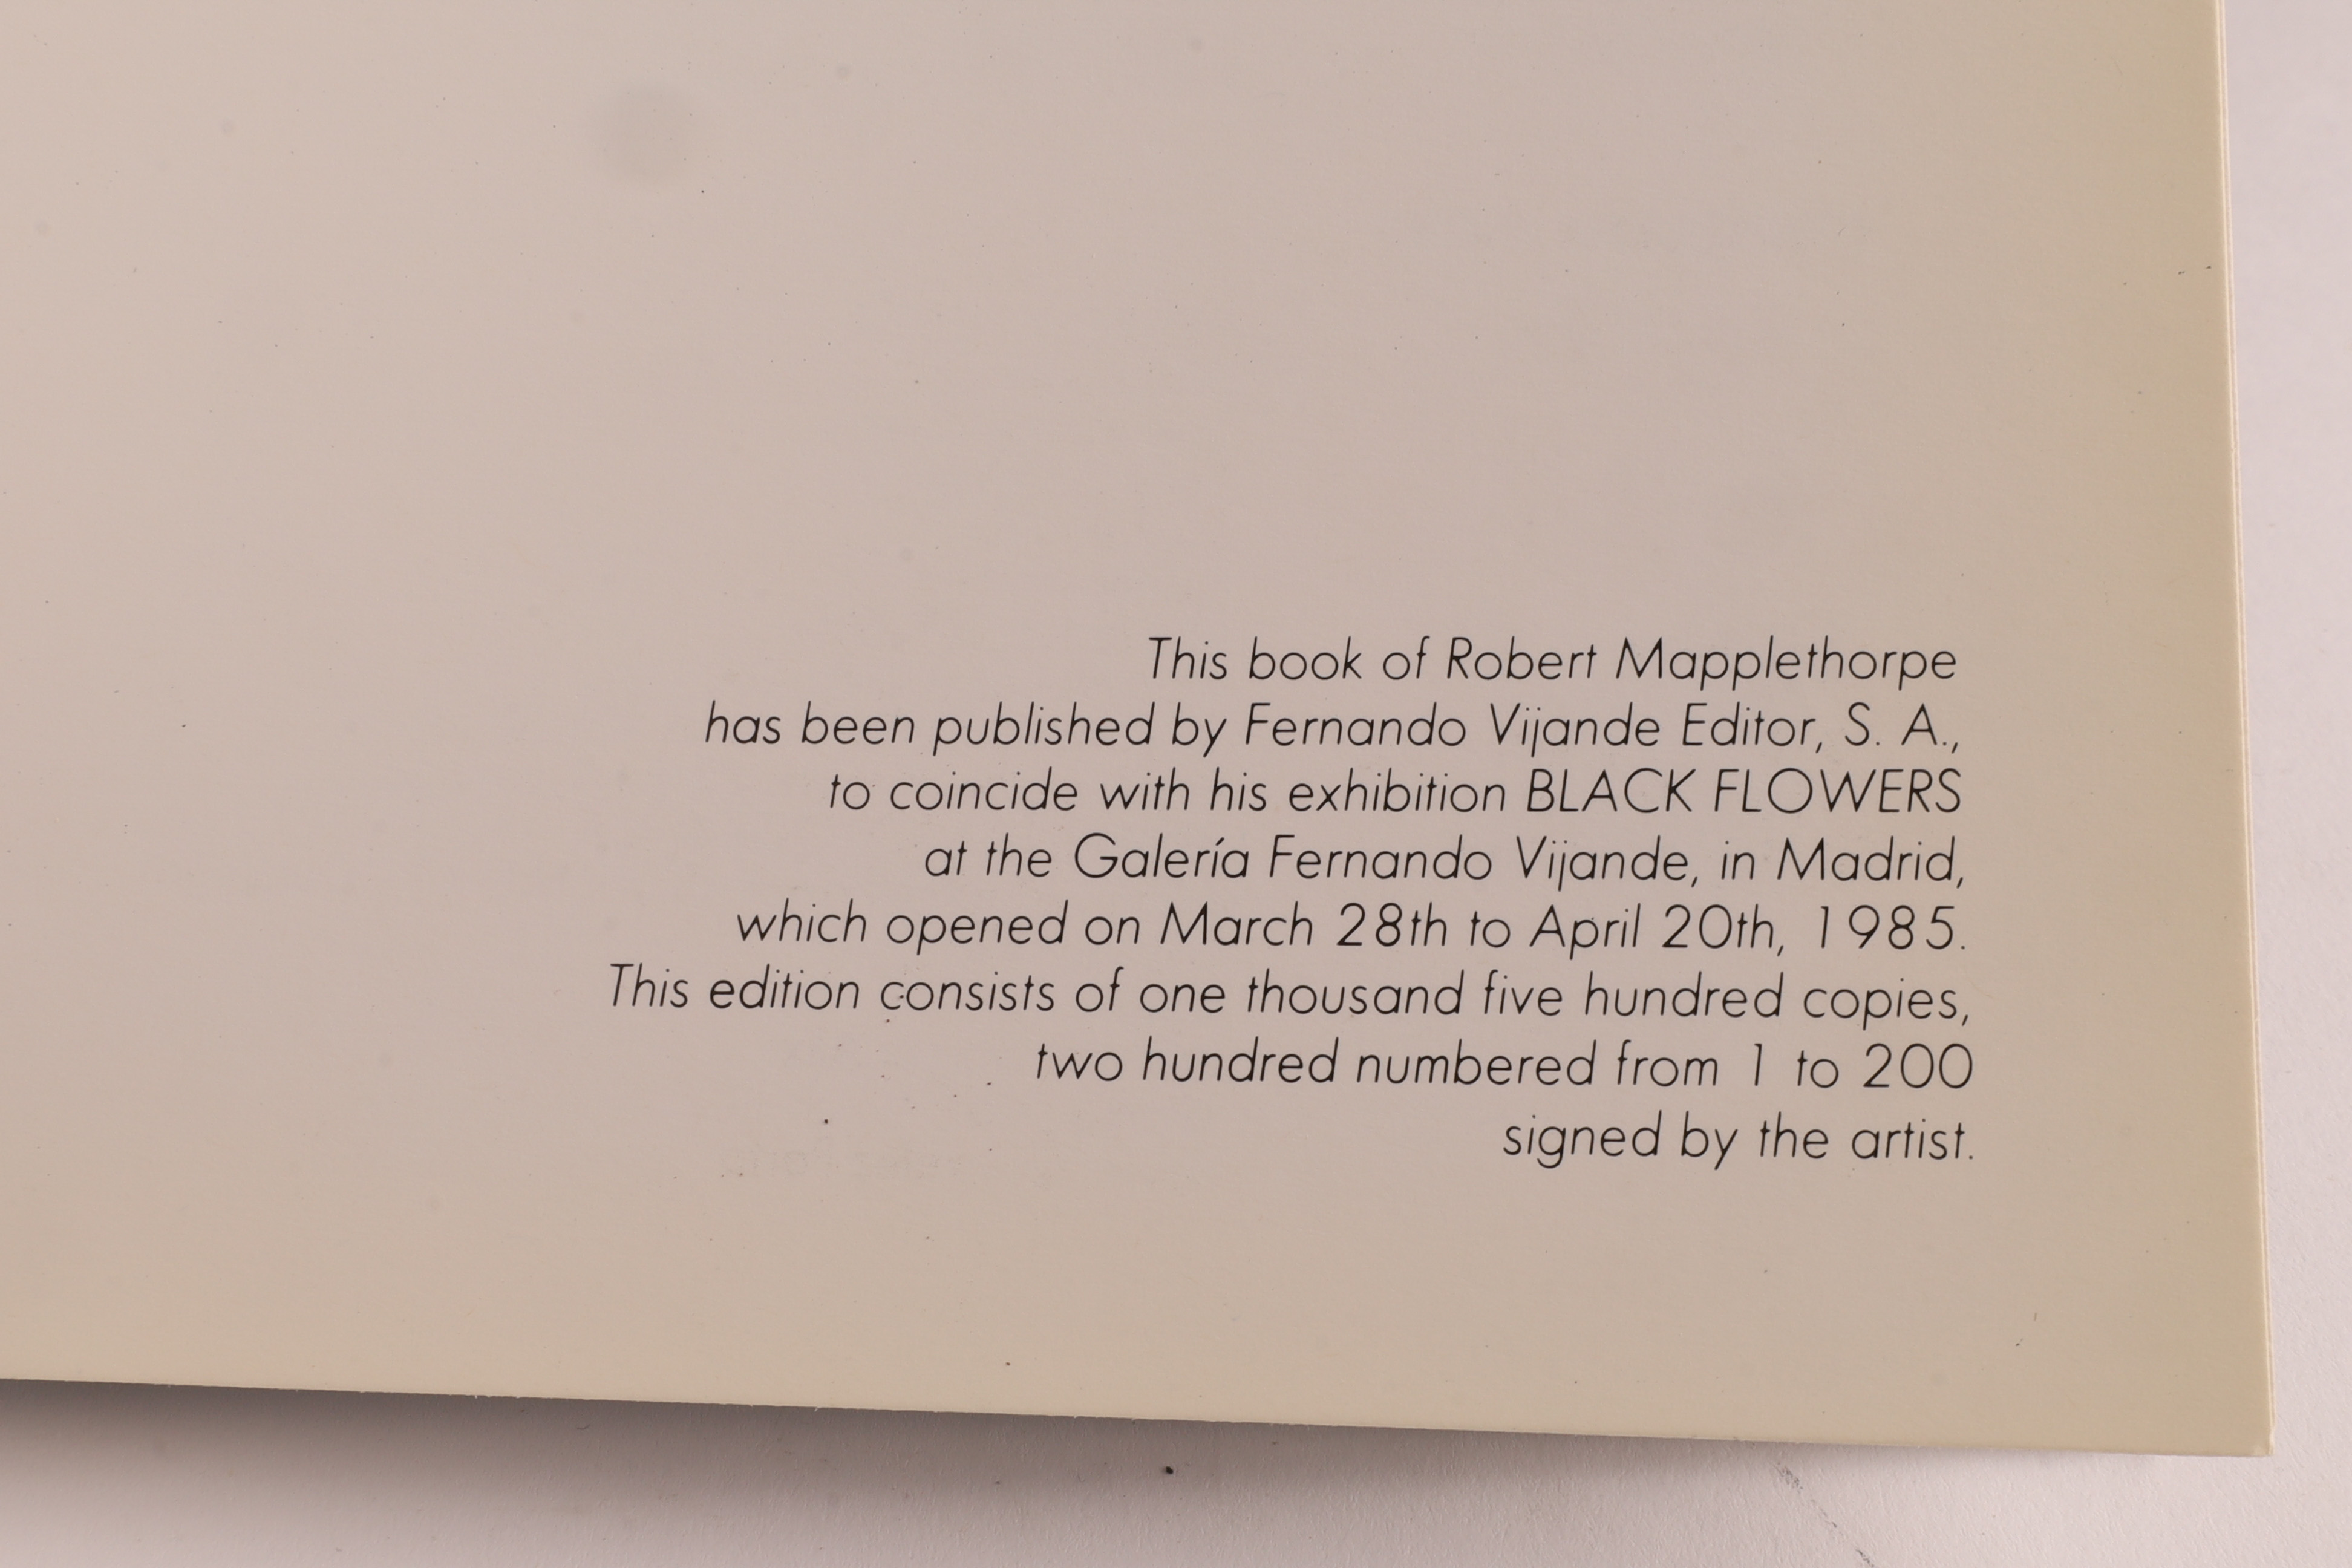 This book of Robert Mapplethorpe
has been published by Fernando Vijande Editor, S. A.,
to coincide with his exhibition BLACK FLOWERS
at the Galería Fernando Vijande, in Madrid,
which opened on March 28th to April 20th, 1985.
This edition consists of one thousand five hundred copies,
two hundred numbered from 1 to 200
signed by the artist.